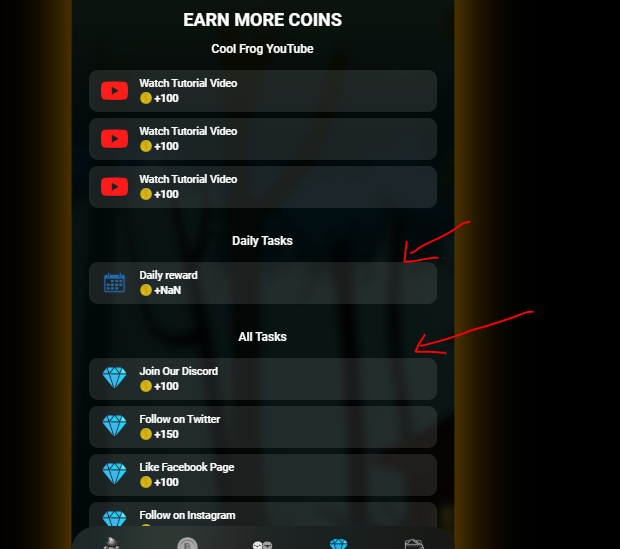 EARN MORE COINS
Cool Frog YouTube
Watch Tutorial Video
+100
Watch Tutorial Video
+100
Watch Tutorial Video
+100
Daily Tasks
Daily reward
+NaN
All Tasks
Join Our Discord
+100
Follow on Twitter
+150
Like Facebook Page
+100
Follow on Instagram